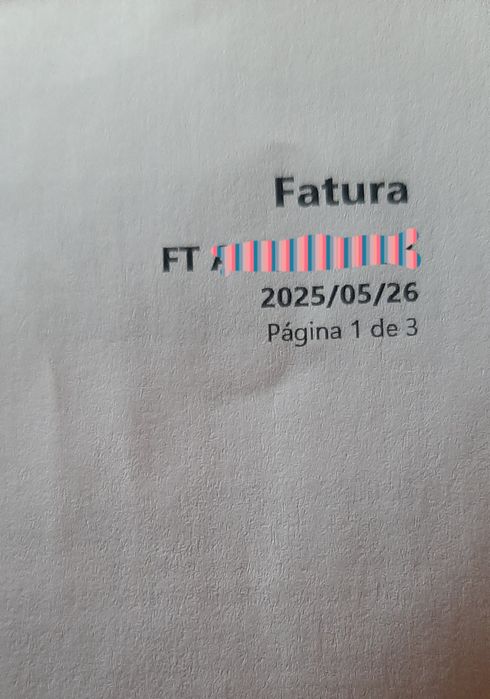 Fatura
FT
2025/05/26
Página 1 de 3